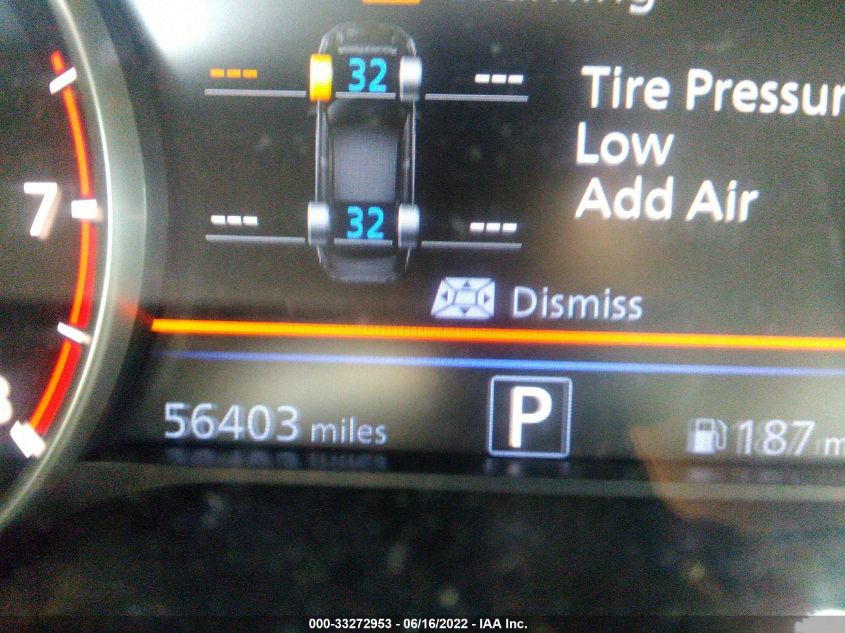 --- 32 ---
Tire Pressur
Low
7
Add Air
--- 32 ---
Dismiss
56403 miles
P
187 m
000-33272953 - 06/16/2022 - IAA Inc.